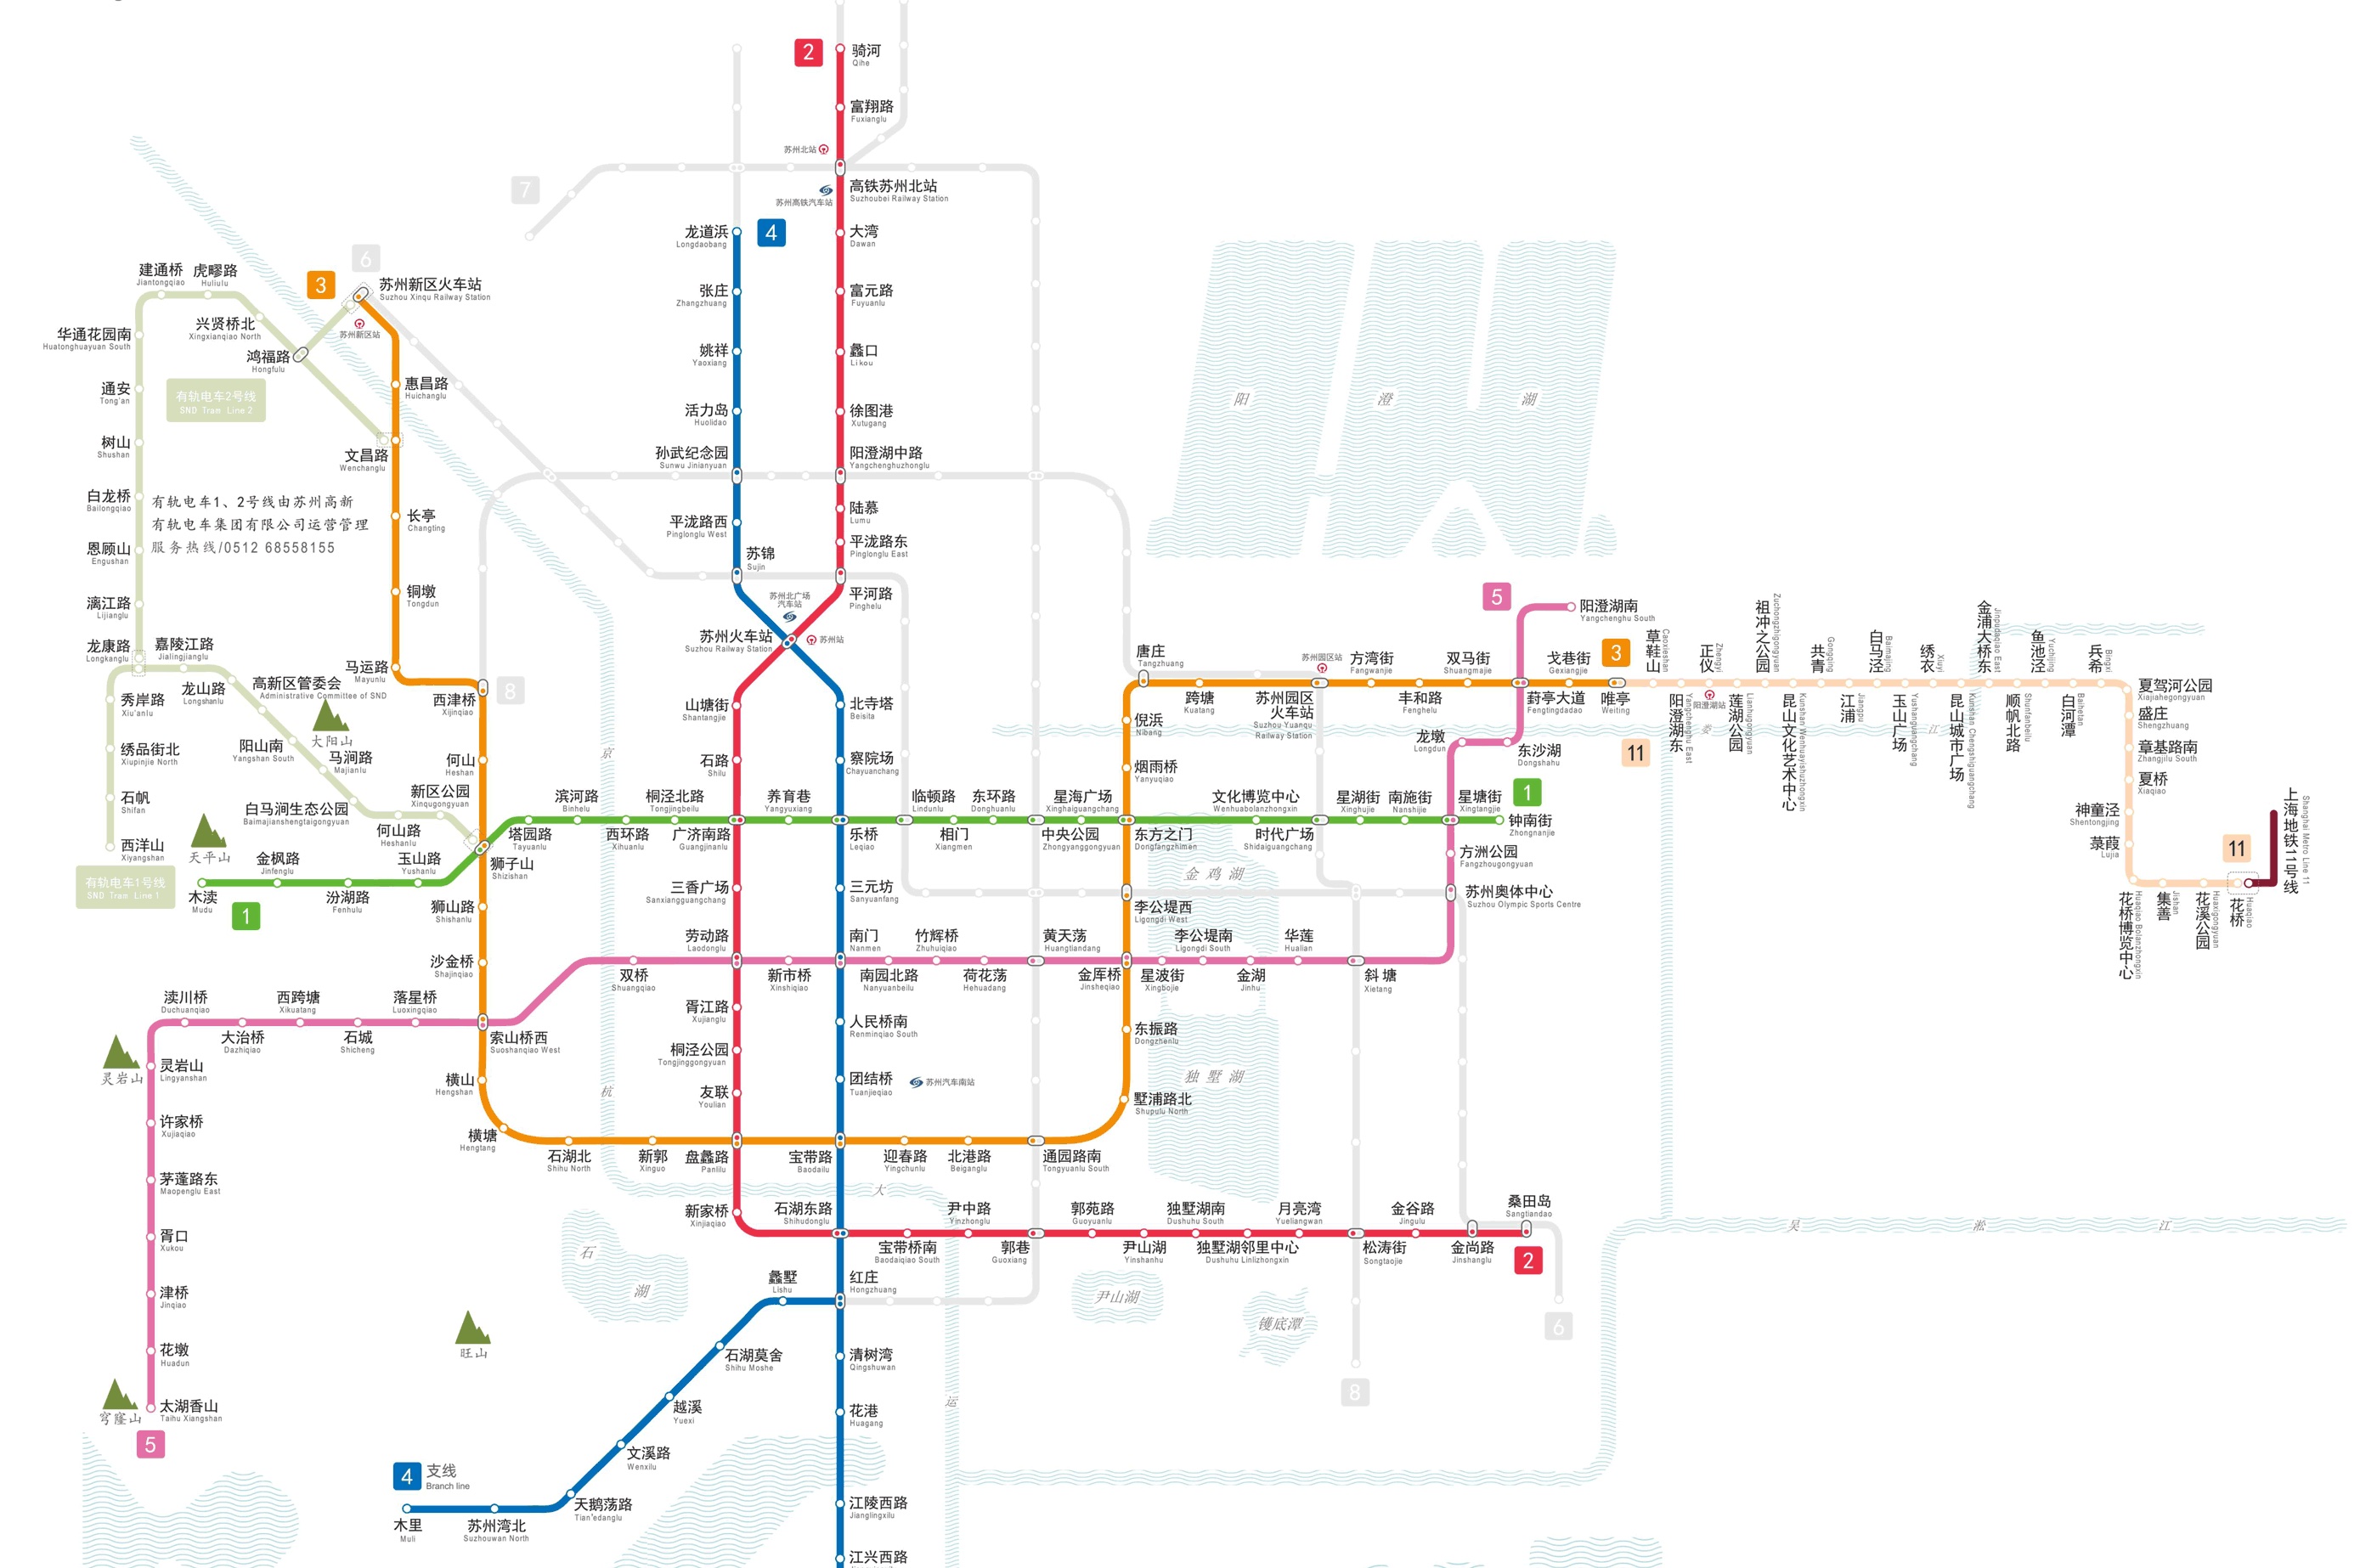 2
骑河
Qihe
富翔路
Fuxianglu
苏州北站
7
高铁苏州北站
Suzhoubei Railway Station
苏州高铁汽车站
龙道浜
Longdaobang
4
大湾
Dawan
6
建通桥
Jiantongqiao
虎疁路
Huliulu
3
苏州新区火车站
Suzhou Xinqu Railway Station
张庄
Zhangzhuang
富元路
Fuyuanlu
华通花园南
Huatonghuayuan South
兴贤桥北
Xingxianqiao North
苏州新区站
鸿福路
Hongfulu
姚祥
Yaoxiang
蠡口
Likou
通安
Tong'an
有轨电车2号线
SND Tram Line 2
惠昌路
Huichanglu
阳
澄
湖
活力岛
Huolidao
徐图港
Xutugang
树山
Shushan
文昌路
Wenchanglu
孙武纪念园
Sunwu Jinianyuan
阳澄湖中路
Yangchenghuzhonglu
白龙桥
Bailongqiao
有轨电车1、2号线由苏州高新
有轨电车集团有限公司运营管理
服务热线/0512 68558155
长亭
Changting
平泷路西
Pinglonglu West
陆慕
Lumu
平泷路东
Pinglonglu East
恩顾山
Engushan
苏锦
Sujin
漓江路
Lijianglu
铜墩
Tongdun
苏州北广场
汽车站
平河路
Pinghelu
5
阳澄湖南
Yangchenghu South
龙康路
Longkanglu
嘉陵江路
Jialingjianglu
苏州火车站
Suzhou Railway Station
苏州站
马运路
Mayunlu
唐庄
Tangzhuang
苏州园区站
方湾街
Fangwanjie
双马街
Shuangmajie
戈巷街
Gexiangjie
3
草鞋山
Caoxieshan
正仪
Zhengyi
祖冲之公园
Zuchongzhigongyuan
共青
Gongqing
白马泾
Baimajing
绣衣
Xiuyi
金浦大桥东
Jinpudaqiao East
鱼池泾
Yuchijing
兵希
Bingxi
秀岸路
Xiu'anlu
龙山路
Longshanlu
高新区管委会
Administrative Committee of SND
大阳山
西津桥
Xijinqiao
8
山塘街
Shantangjie
北寺塔
Beisita
倪浜
Nibang
跨塘
Kuatang
苏州园区
火车站
Suzhou Yuanqu
Railway Station
丰和路
Fenghelu
葑亭大道
Fengtingdadao
唯亭
Weiting
阳澄湖东
Yangchenghu East
阳澄湖站
莲湖公园
Lianhugongyuan
昆山文化艺术中心
Kunshan Wenhuayishuzhongxin
江浦
Jiangpu
玉山广场
Yushanguangchang
昆山城市广场
Kunshan Chengshiguangchang
顺帆北路
Shunfanbeilu
白河潭
Baihetan
夏驾河公园
Xiajiahegongyuan
盛庄
Shengzhuang
娄
江
绣品街北
Xiupinjie North
阳山南
Yangshan South
马涧路
Majianlu
何山
Heshan
京
石路
Shilu
察院场
Chayuanchang
烟雨桥
Yanyuqiao
龙墩
Longdun
东沙湖
Dongshahu
11
章基路南
Zhangjilu South
夏桥
Xiaqiao
石帆
Shifan
白马涧生态公园
Baimajianshengtaigongyuan
新区公园
Xinqugongyuan
滨河路
Binhelu
桐泾北路
Tongjingbeilu
养育巷
Yangyuxiang
临顿路
Lindunlu
东环路
Donghuanlu
星海广场
Xinghaiguangchang
文化博览中心
Wenhuabolanzhongxin
星湖街
Xinghujie
南施街
Nanshijie
星塘街
Xingtangjie
1
神童泾
Shentongjing
上海地铁11号线
Shanghai Metro Line 11
西洋山
Xiyangshan
天平山
何山路
Heshanlu
塔园路
Tayuanlu
西环路
Xihuanlu
广济南路
Guangjinanlu
乐桥
Leqiao
相门
Xiangmen
中央公园
Zhongyanggongyuan
东方之门
Dongfangzhimen
时代广场
Shidaiguangchang
钟南街
Zhongnanjie
菉葭
Lujia
11
有轨电车1号线
SND Tram Line 1
金枫路
Jinfenglu
玉山路
Yushanlu
狮子山
Shizishan
方洲公园
Fangzhougongyuan
金鸡湖
木渎
Mudu
1
汾湖路
Fenhulu
狮山路
Shishanlu
三香广场
Sanxiangguangchang
三元坊
Sanyuanfang
李公堤西
Ligongdi West
苏州奥体中心
Suzhou Olympic Sports Centre
花桥博览中心
Huaqiao Bolanzhongxin
集善
Jishan
花溪公园
Huaxigongyuan
花桥
Huaqiao
沙金桥
Shajinqiao
劳动路
Laodonglu
南门
Nanmen
竹辉桥
Zhuhuiqiao
黄天荡
Huangtiandang
李公堤南
Ligongdi South
华莲
Hualian
双桥
Shuangqiao
新市桥
Xinshiqiao
南园北路
Nanyuanbeilu
荷花荡
Hehuadang
金厍桥
Jinsheqiao
星波街
Xingbojie
金湖
Jinhu
斜塘
Xietang
渎川桥
Duchuanqiao
西跨塘
Xikuatang
落星桥
Luoxingqiao
大治桥
Dazhiqiao
石城
Shicheng
索山桥西
Suoshanqiao West
胥江路
Xujianglu
人民桥南
Renminqiao South
东振路
Dongzhenlu
灵岩山
灵岩山
Lingyanshan
横山
Hengshan
杭
桐泾公园
Tongjinggongyuan
团结桥
Tuanjieqiao
苏州汽车南站
独墅湖
友联
Youlian
墅浦路北
Shupulu North
许家桥
Xujiaqiao
横塘
Hengtang
石湖北
Shihu North
新郭
Xinguo
盘蠡路
Panlilu
宝带路
Baodailu
迎春路
Yingchunlu
北港路
Beiganglu
通园路南
Tongyuanlu South
茅蓬路东
Maopenglu East
大
新家桥
Xinjiaqiao
石湖东路
Shihudonglu
尹中路
Yinzhonglu
郭苑路
Guoyuanlu
独墅湖南
Dushuhu South
月亮湾
Yueliangwan
金谷路
Jingulu
桑田岛
Sangtiandao
吴
淞
江
胥口
Xukou
石
湖
宝带桥南
Baodaiqiao South
郭巷
Guoxiang
尹山湖
Yinshanhu
独墅湖邻里中心
Dushuhu Linlizhongxin
松涛街
Songtaojie
金尚路
Jinshanglu
2
津桥
Jinqiao
蠡墅
Lishu
红庄
Hongzhuang
尹山湖
镬底潭
6
旺山
花墩
Huadun
石湖莫舍
Shihu Moshe
清树湾
Qingshuwan
8
穹窿山
太湖香山
Taihu Xiangshan
越溪
Yuexi
花港
Huagang
运
5
文溪路
Wenxilu
4
支线
Branch line
天鹅荡路
Tian'edanglu
江陵西路
Jianglingxilu
木里
Muli
苏州湾北
Suzhouwan North
江兴西路